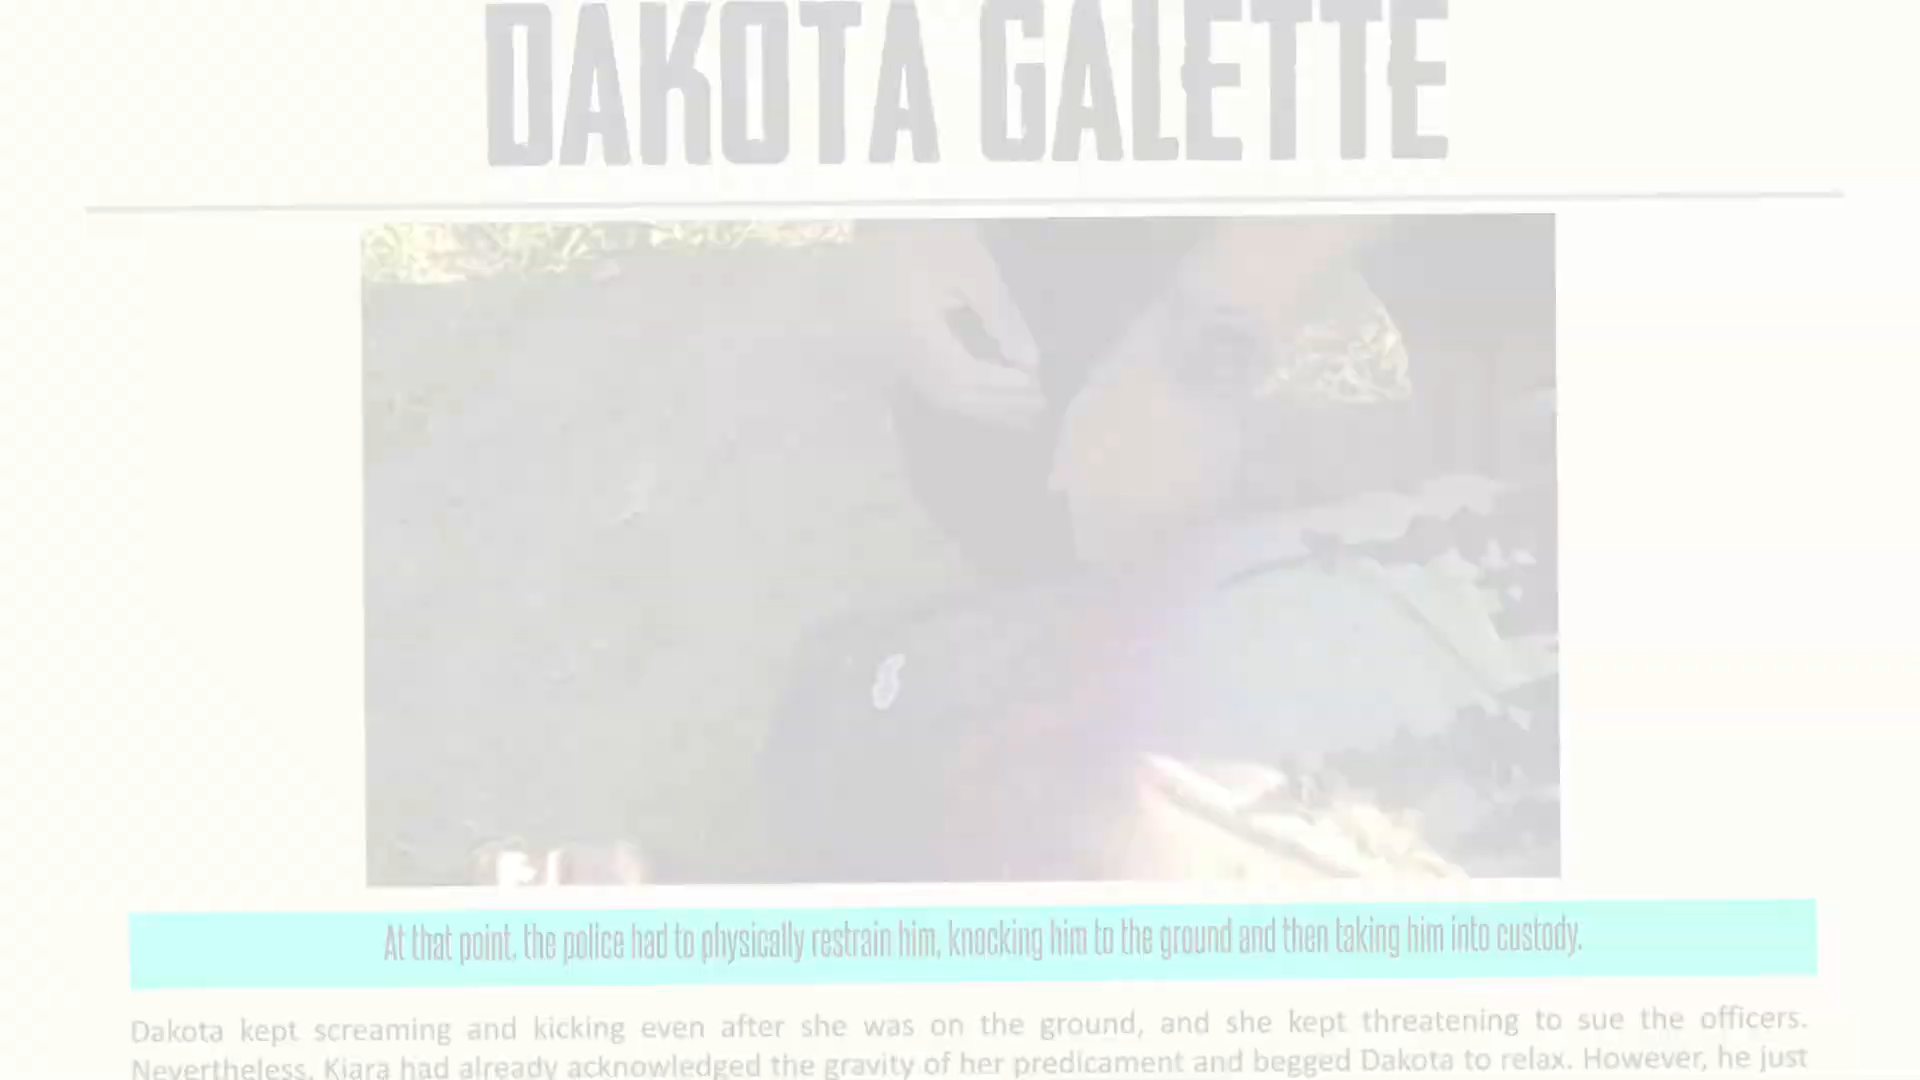 DAKOTA GALETTE
At that point, the police had to physically restrain him, knocking him to the ground and then taking him into custody.
Dakota kept screaming and kicking even after she was on the ground, and she kept threatening to sue the officers.
Nevertheless, Kiara had already acknowledged the gravity of her predicament and begged Dakota to relax. However, he just